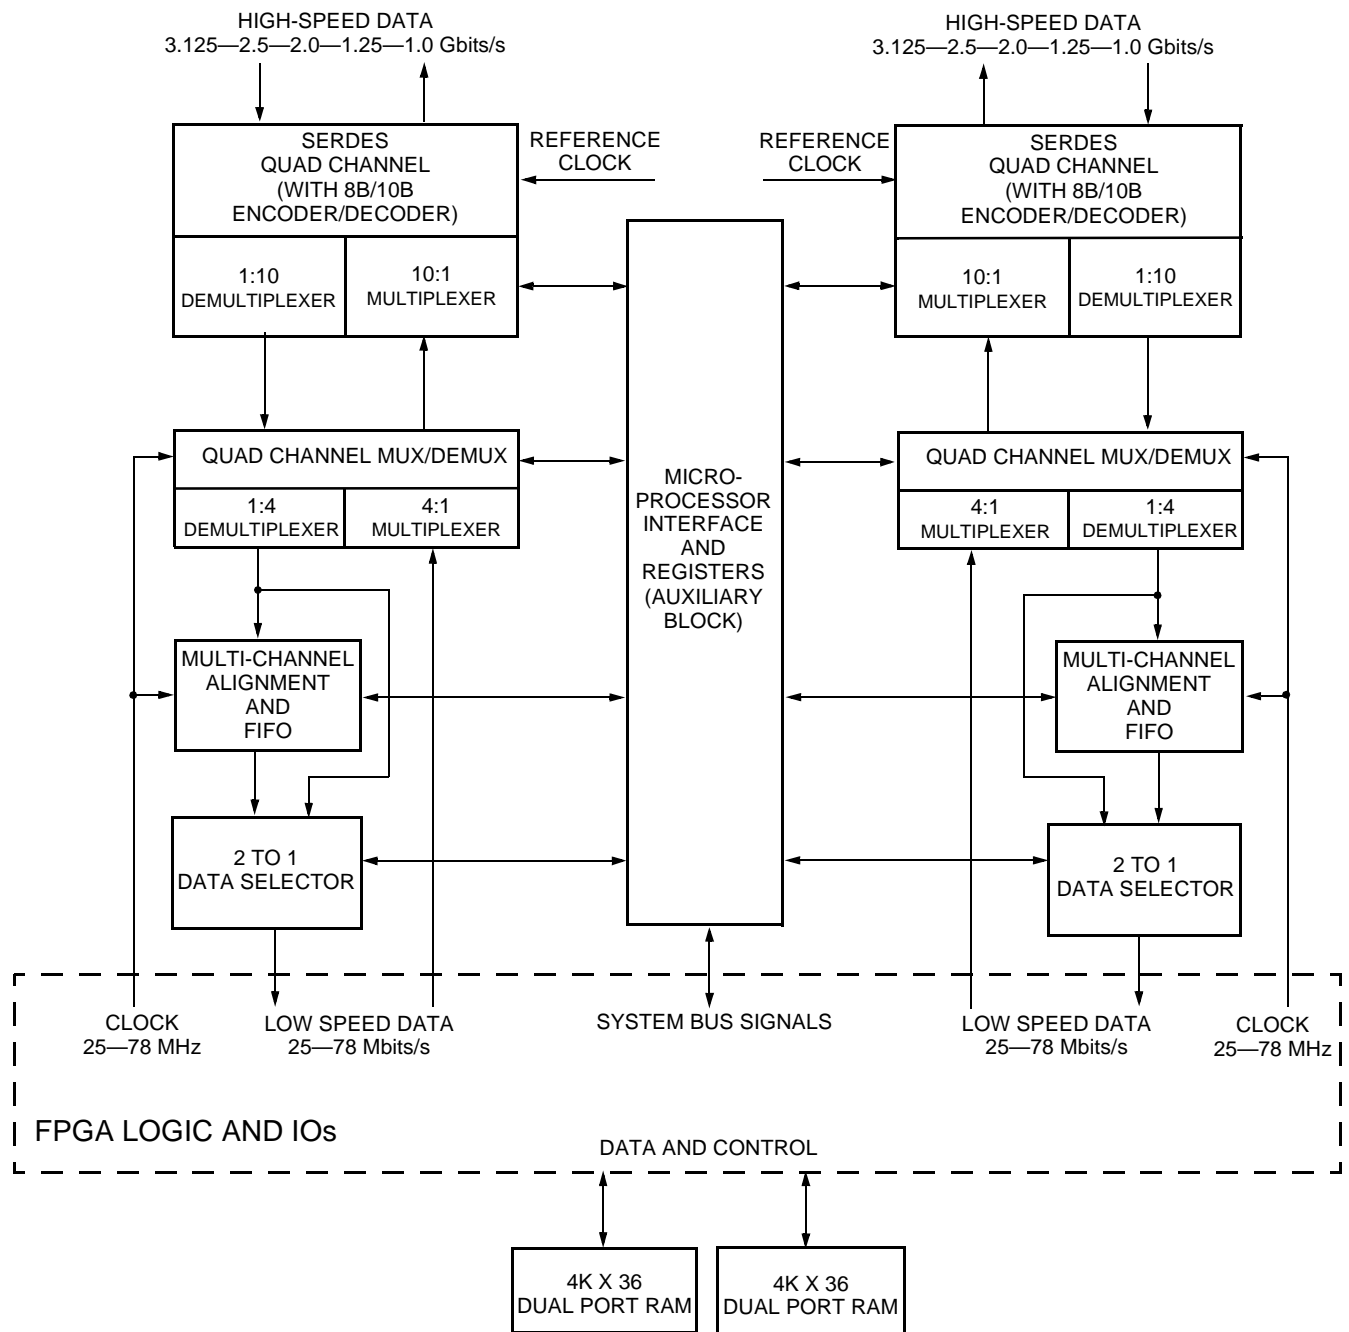 HIGH-SPEED DATA
3.125—2.5—2.0—1.25—1.0 Gbits/s
HIGH-SPEED DATA
3.125—2.5—2.0—1.25—1.0 Gbits/s
SERDES
QUAD CHANNEL
(WITH 8B/10B
ENCODER/DECODER)
REFERENCE
CLOCK
REFERENCE
CLOCK
SERDES
QUAD CHANNEL
(WITH 8B/10B
ENCODER/DECODER)
1:10
DEMULTIPLEXER
10:1
MULTIPLEXER
10:1
MULTIPLEXER
1:10
DEMULTIPLEXER
QUAD CHANNEL MUX/DEMUX
1:4
DEMULTIPLEXER
4:1
MULTIPLEXER
MICRO-
PROCESSOR
INTERFACE
AND
REGISTERS
(AUXILIARY
BLOCK)
QUAD CHANNEL MUX/DEMUX
4:1
MULTIPLEXER
1:4
DEMULTIPLEXER
MULTI-CHANNEL
ALIGNMENT
AND
FIFO
MULTI-CHANNEL
ALIGNMENT
AND
FIFO
2 TO 1
DATA SELECTOR
2 TO 1
DATA SELECTOR
CLOCK
25—78 MHz
LOW SPEED DATA
25—78 Mbits/s
SYSTEM BUS SIGNALS
LOW SPEED DATA
25—78 Mbits/s
CLOCK
25—78 MHz
FPGA LOGIC AND IOs
DATA AND CONTROL
4K X 36
DUAL PORT RAM
4K X 36
DUAL PORT RAM